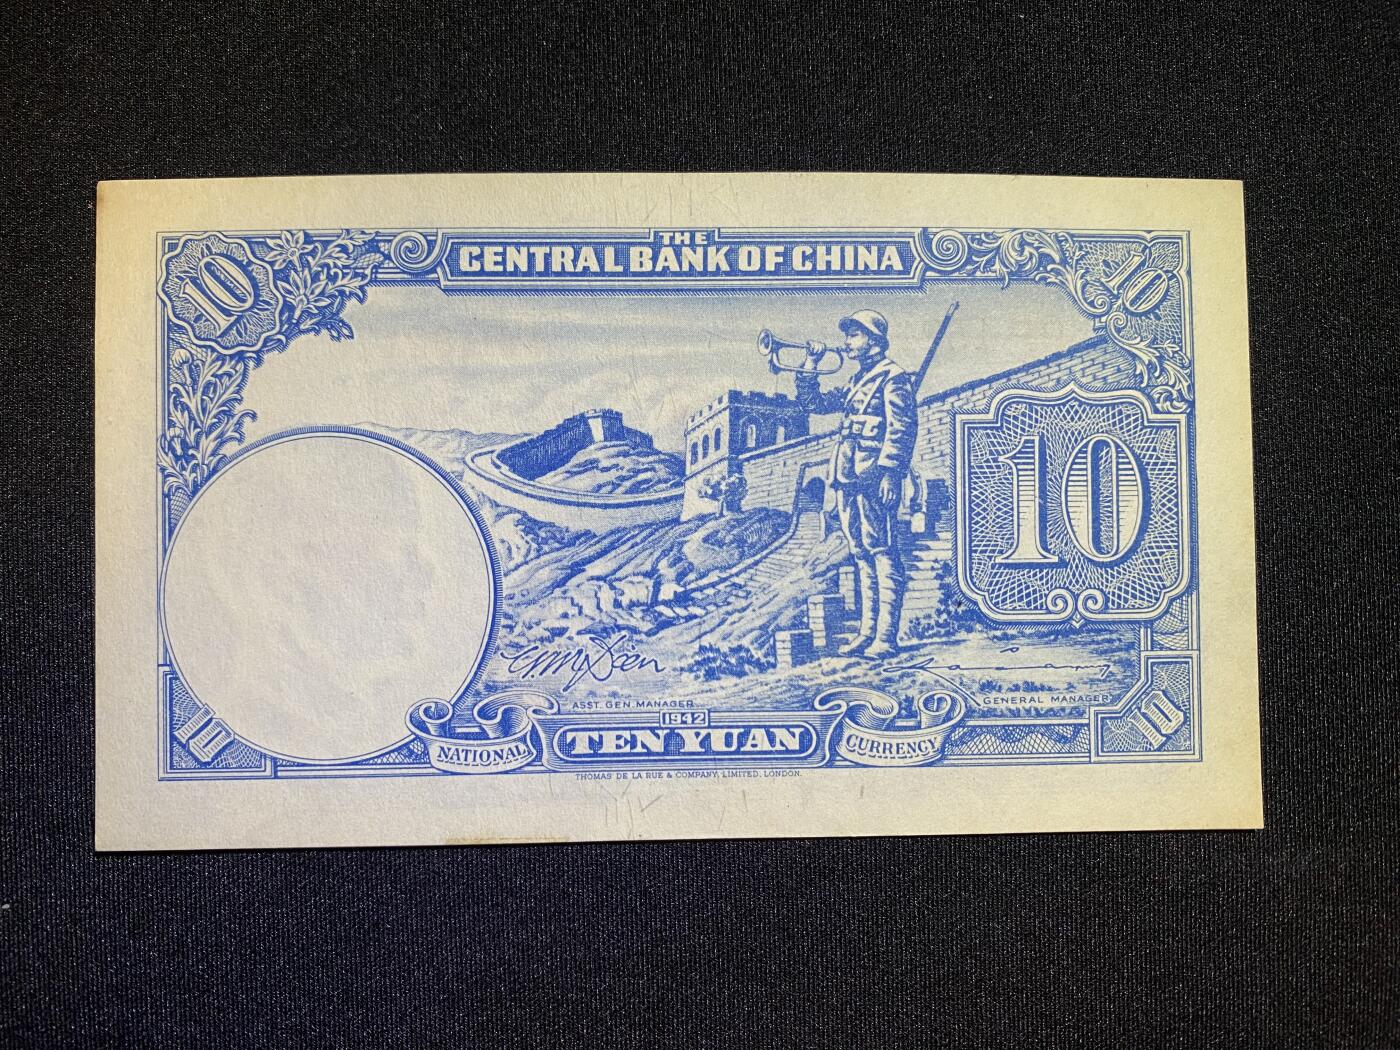 10
THE
CENTRAL BANK OF CHINA
10
10
ASST. GEN. MANAGER
GENERAL MANAGER
10
1942
NATIONAL
TEN YUAN
CURRENCY
10
THOMAS DE LA RUE & COMPANY, LIMITED, LONDON.